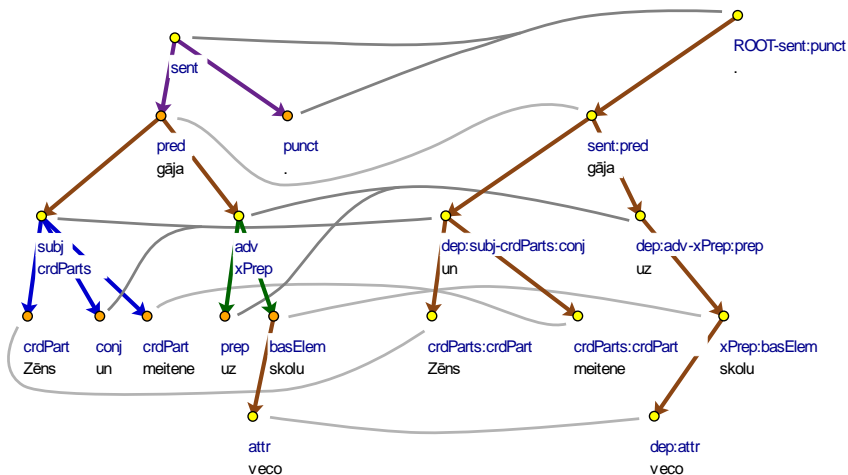 sent
ROOT-sent:punct
.
pred
gāja
punct
.
sent:pred
gāja
subj
crdParts
adv
xPrep
dep:subj-crdParts:conj
un
dep:adv-xPrep:prep
uz
crdPart
Zēns
conj
un
crdPart
meitene
prep
uz
basElem
skolu
crdParts:crdPart
Zēns
crdParts:crdPart
meitene
xPrep:basElem
skolu
attr
veco
dep:attr
veco